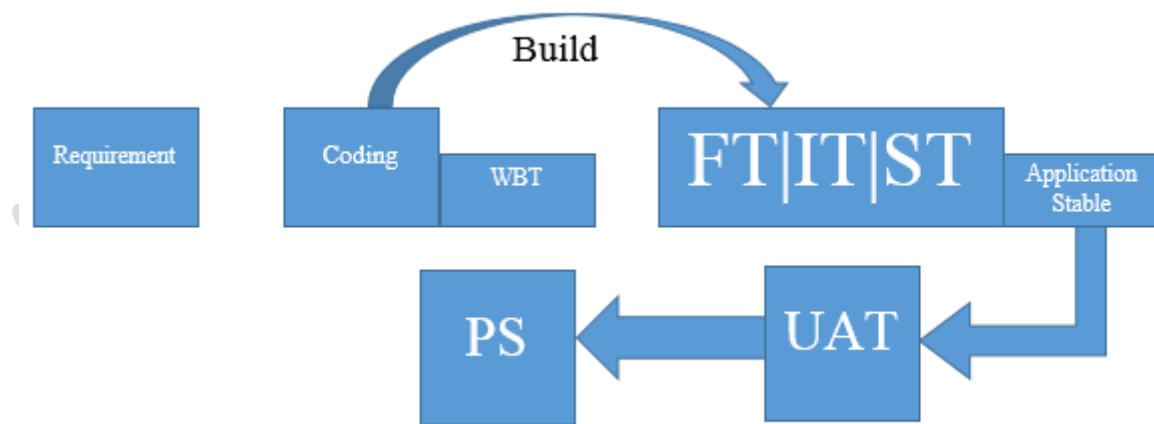 Build
Requirement
Coding
WBT
FT|IT|ST
Application
Stable
PS
UAT